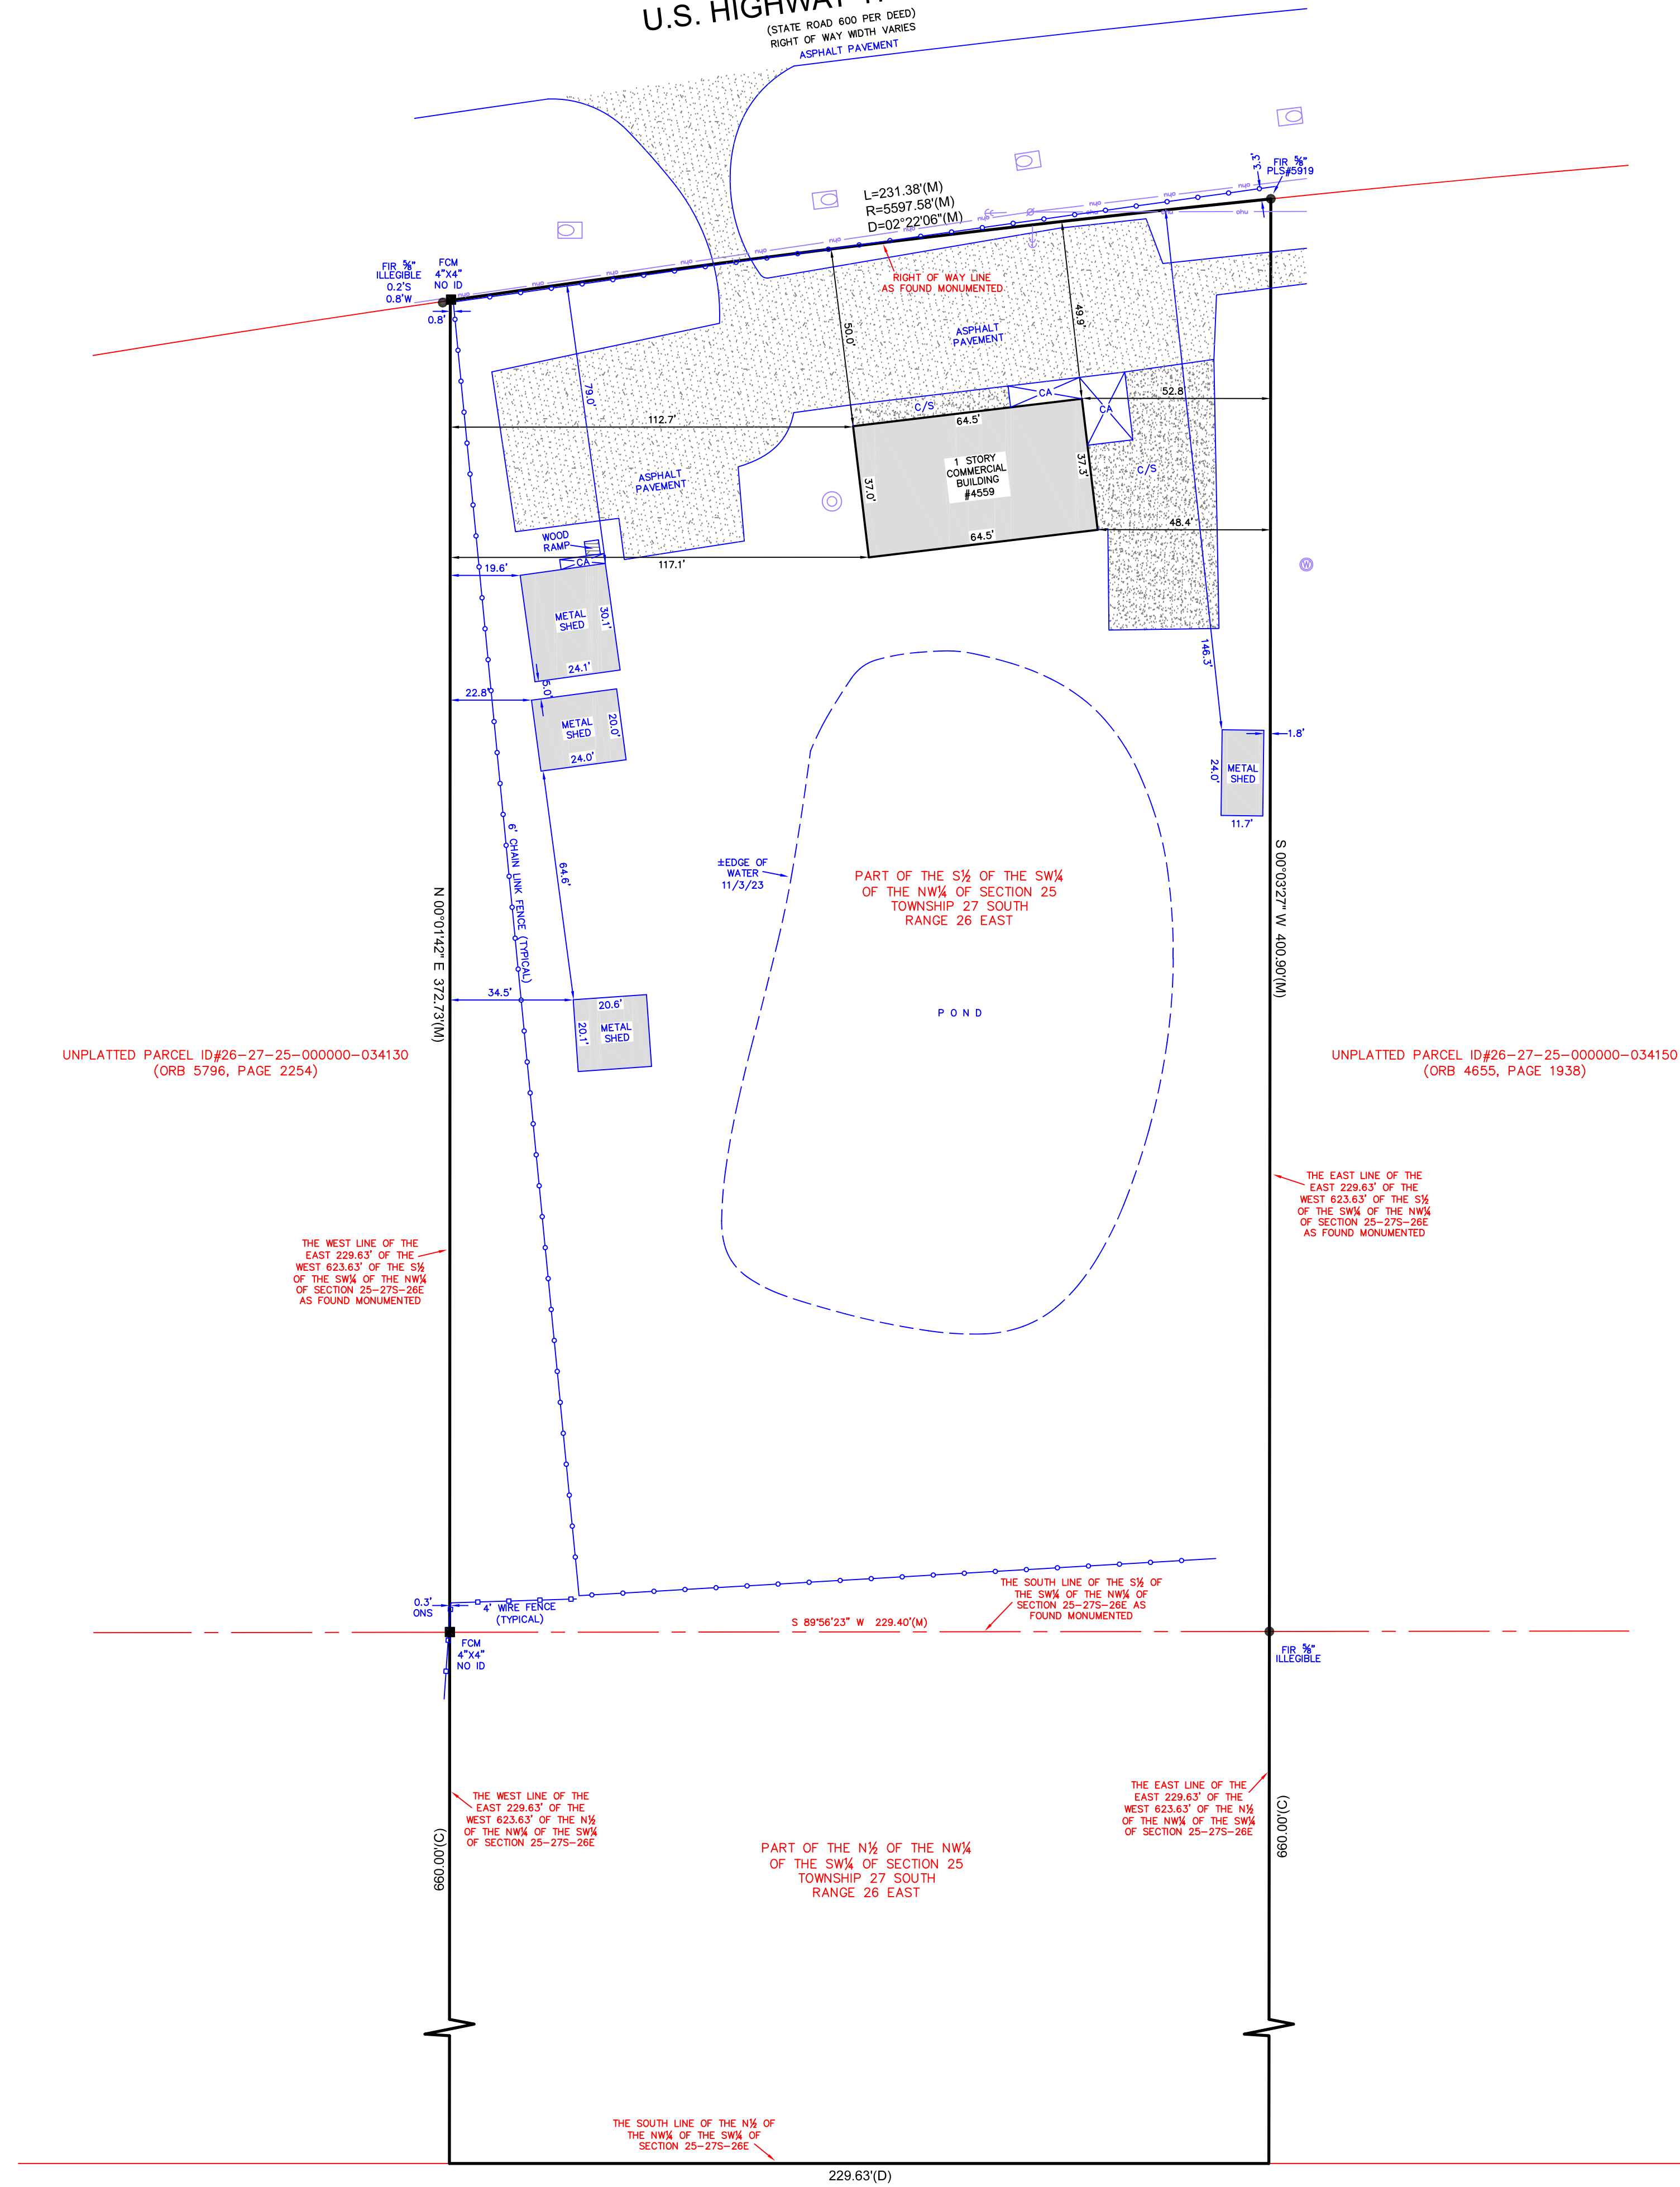 U.S. HIGHWAY
(STATE ROAD 600 PER DEED)
RIGHT OF WAY WIDTH VARIES
ASPHALT PAVEMENT
3.3'
FIR ⅝"
PLS#5919
L=231.38'(M)
R=5597.58'(M)
D=02°22'06"(M)
ohu
ohu
ohu
ohu
ohu
ohu
ohu
ohu
ohu
ohu
ohu
ohu
ohu
ohu
FIR ⅝"
ILLEGIBLE
0.2'S
0.8'W
FCM
4"X4"
NO ID
0.8'
RIGHT OF WAY LINE
AS FOUND MONUMENTED
50.0'
49.9'
ASPHALT
PAVEMENT
79.0'
112.7'
C/S
CA
CA
52.8
64.5'
1 STORY
COMMERCIAL
BUILDING
#4559
37.0'
37.3'
C/S
ASPHALT
PAVEMENT
48.4'
64.5'
117.1'
WOOD
RAMP
CA
19.6'
W
METAL
SHED
30.1'
24.1'
146.3'
22.8'
5.0'
METAL
SHED
20.0'
24.0'
1.8'
24.0'
METAL
SHED
11.7'
6' CHAIN LINK FENCE (TYPICAL)
64.6'
±EDGE OF
WATER
11/3/23
PART OF THE S½ OF THE SW¼
OF THE NW¼ OF SECTION 25
TOWNSHIP 27 SOUTH
RANGE 26 EAST
N 00°01'42" E 372.73'(M)
S 00°03'27" W 400.90'(M)
34.5'
20.6'
20.1'
METAL
SHED
POND
UNPLATTED PARCEL ID#26-27-25-000000-034130
(ORB 5796, PAGE 2254)
UNPLATTED PARCEL ID#26-27-25-000000-034150
(ORB 4655, PAGE 1938)
THE EAST LINE OF THE
EAST 229.63' OF THE
WEST 623.63' OF THE S½
OF THE SW¼ OF THE NW¼
OF SECTION 25-27S-26E
AS FOUND MONUMENTED
THE WEST LINE OF THE
EAST 229.63' OF THE
WEST 623.63' OF THE S½
OF THE SW¼ OF THE NW¼
OF SECTION 25-27S-26E
AS FOUND MONUMENTED
THE SOUTH LINE OF THE S½ OF
THE SW¼ OF THE NW¼ OF
SECTION 25-27S-26E AS
FOUND MONUMENTED
0.3'
ONS
4' WIRE FENCE
(TYPICAL)
S 89°56'23" W 229.40'(M)
FCM
4"X4"
NO ID
FIR ⅝"
ILLEGIBLE
THE WEST LINE OF THE
EAST 229.63' OF THE
WEST 623.63' OF THE N½
OF THE NW¼ OF THE SW¼
OF SECTION 25-27S-26E
THE EAST LINE OF THE
EAST 229.63' OF THE
WEST 623.63' OF THE N½
OF THE NW¼ OF THE SW¼
OF SECTION 25-27S-26E
660.00'(C)
660.00'(C)
PART OF THE N½ OF THE NW¼
OF THE SW¼ OF SECTION 25
TOWNSHIP 27 SOUTH
RANGE 26 EAST
THE SOUTH LINE OF THE N½ OF
THE NW¼ OF THE SW¼ OF
SECTION 25-27S-26E
229.63'(D)